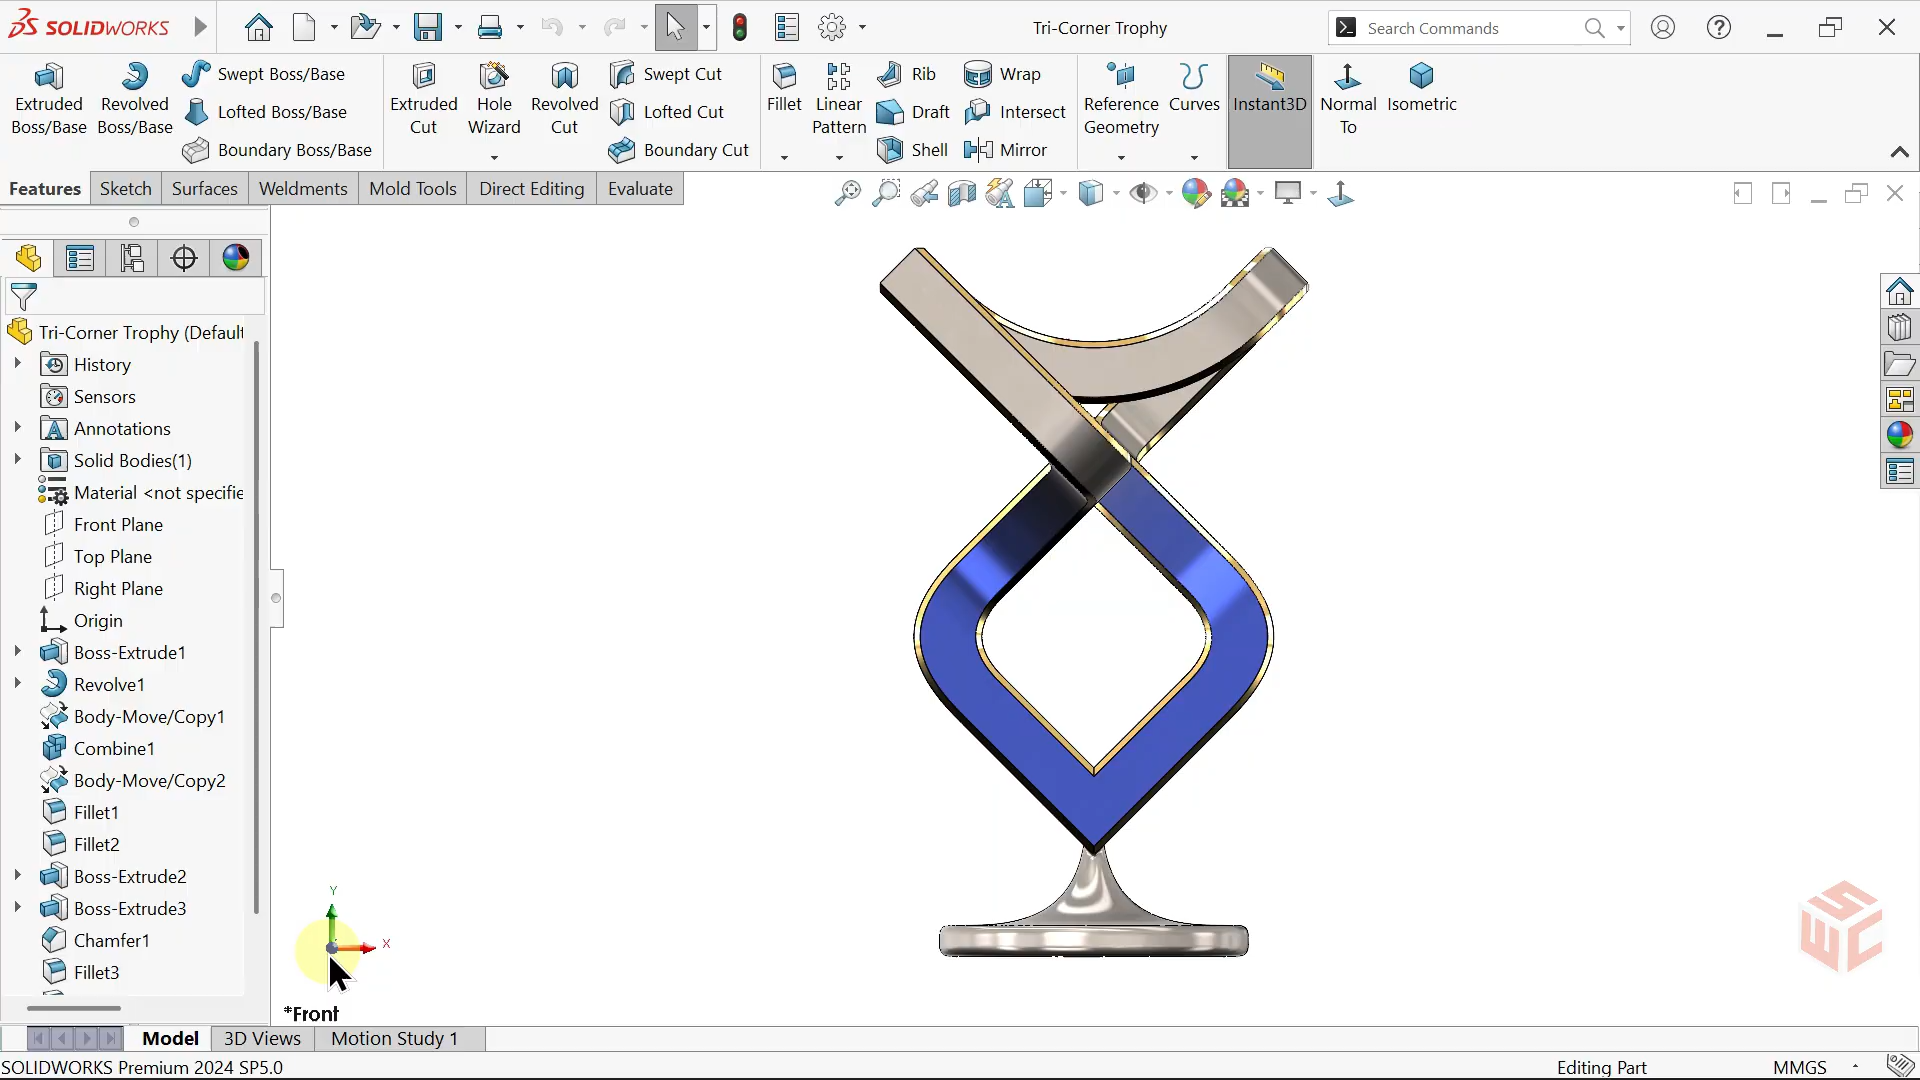 SOLIDWORKS
Tri-Corner Trophy
Search Commands
Extruded Boss/Base
Revolved Boss/Base
Swept Boss/Base
Lofted Boss/Base
Boundary Boss/Base
Extruded Cut
Hole Wizard
Revolved Cut
Swept Cut
Lofted Cut
Boundary Cut
Fillet
Linear Pattern
Rib
Draft
Shell
Wrap
Intersect
Mirror
Reference Geometry
Curves
Instant3D
Normal To
Isometric
Features
Sketch
Surfaces
Weldments
Mold Tools
Direct Editing
Evaluate
Tri-Corner Trophy (Default
History
Sensors
Annotations
Solid Bodies(1)
Material <not specifie
Front Plane
Top Plane
Right Plane
Origin
Boss-Extrude1
Revolve1
Body-Move/Copy1
Combine1
Body-Move/Copy2
Fillet1
Fillet2
Boss-Extrude2
Boss-Extrude3
Chamfer1
Fillet3
Y
X
*Front
SWC
Model
3D Views
Motion Study 1
SOLIDWORKS Premium 2024 SP5.0
Editing Part
MMGS